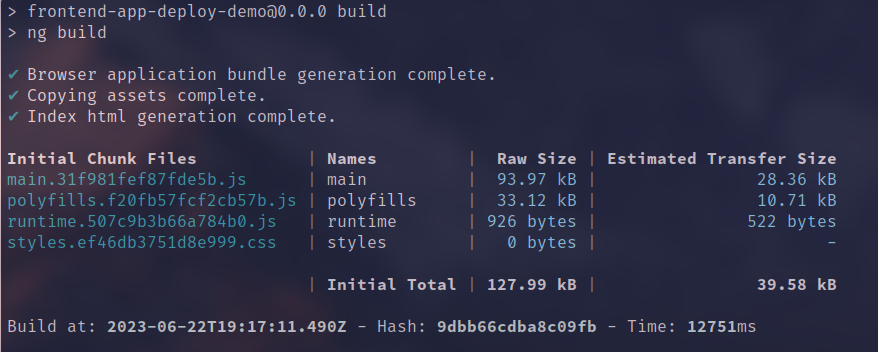 > frontend-app-deploy-demo@0.0.0 build
> ng build
✔ Browser application bundle generation complete.
✔ Copying assets complete.
✔ Index html generation complete.
Initial Chunk Files | Names | Raw Size | Estimated Transfer Size
main.31f981fef87fde5b.js | main | 93.97 kB | 28.36 kB
polyfills.f20fb57fcf2cb57b.js | polyfills | 33.12 kB | 10.71 kB
runtime.507c9b3b66a784b0.js | runtime | 926 bytes | 522 bytes
styles.ef46db3751d8e999.css | styles | 0 bytes | -
| Initial Total | 127.99 kB | 39.58 kB
Build at: 2023-06-22T19:17:11.490Z - Hash: 9dbb66cdba8c09fb - Time: 12751ms